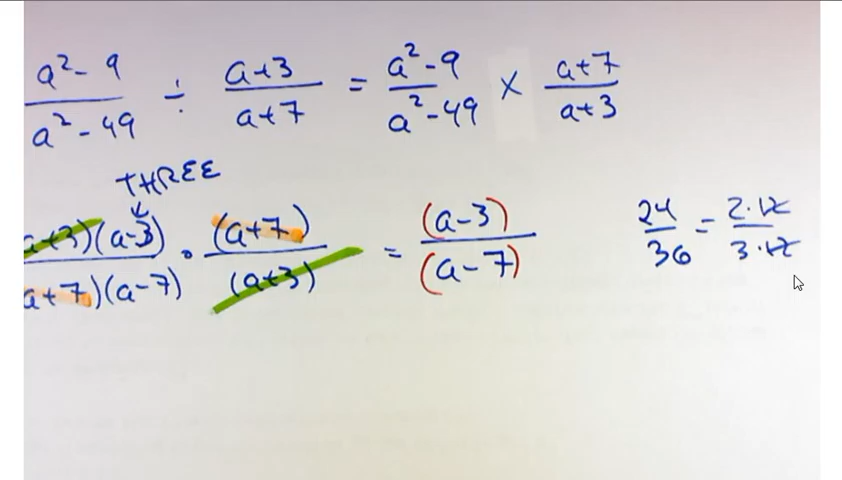 a² - 9 / a² - 49 ÷ a+3 / a+7 = a² - 9 / a² - 49 × a+7 / a+3
THREE
a+3)(a-3) / a+7)(a-7) · (a+7) / (a+3) = (a-3) / (a-7)
24 / 36 = 2·12 / 3·12